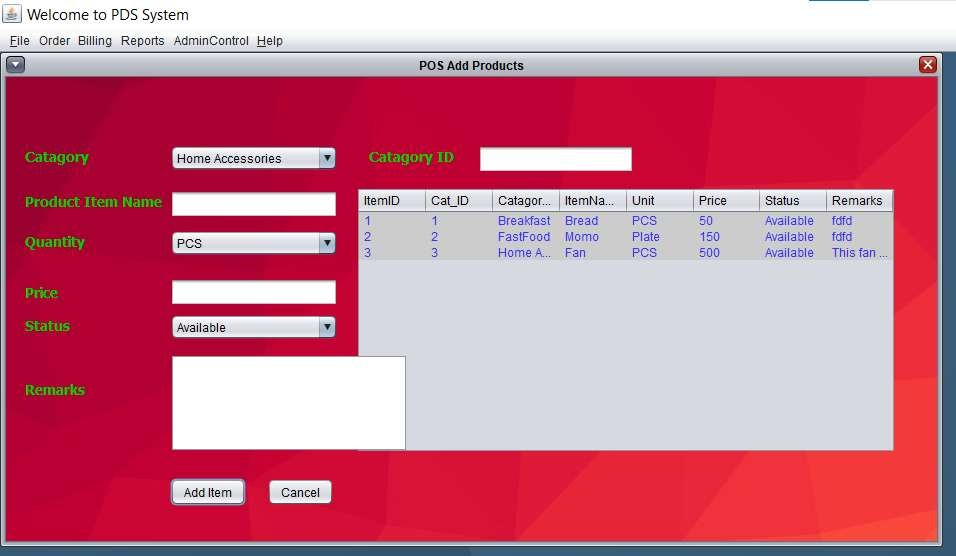 Welcome to PDS System
File Order Billing Reports AdminControl Help
POS Add Products
Catagory Home Accessories Catagory ID
Product Item Name
Quantity PCS
Price
Status Available
Remarks
Add Item Cancel
ItemID Cat_ID Catagor... ItemNa... Unit Price Status Remarks
1 1 Breakfast Bread PCS 50 Available fdfd
2 2 FastFood Momo Plate 150 Available fdfd
3 3 Home A... Fan PCS 500 Available This fan ...